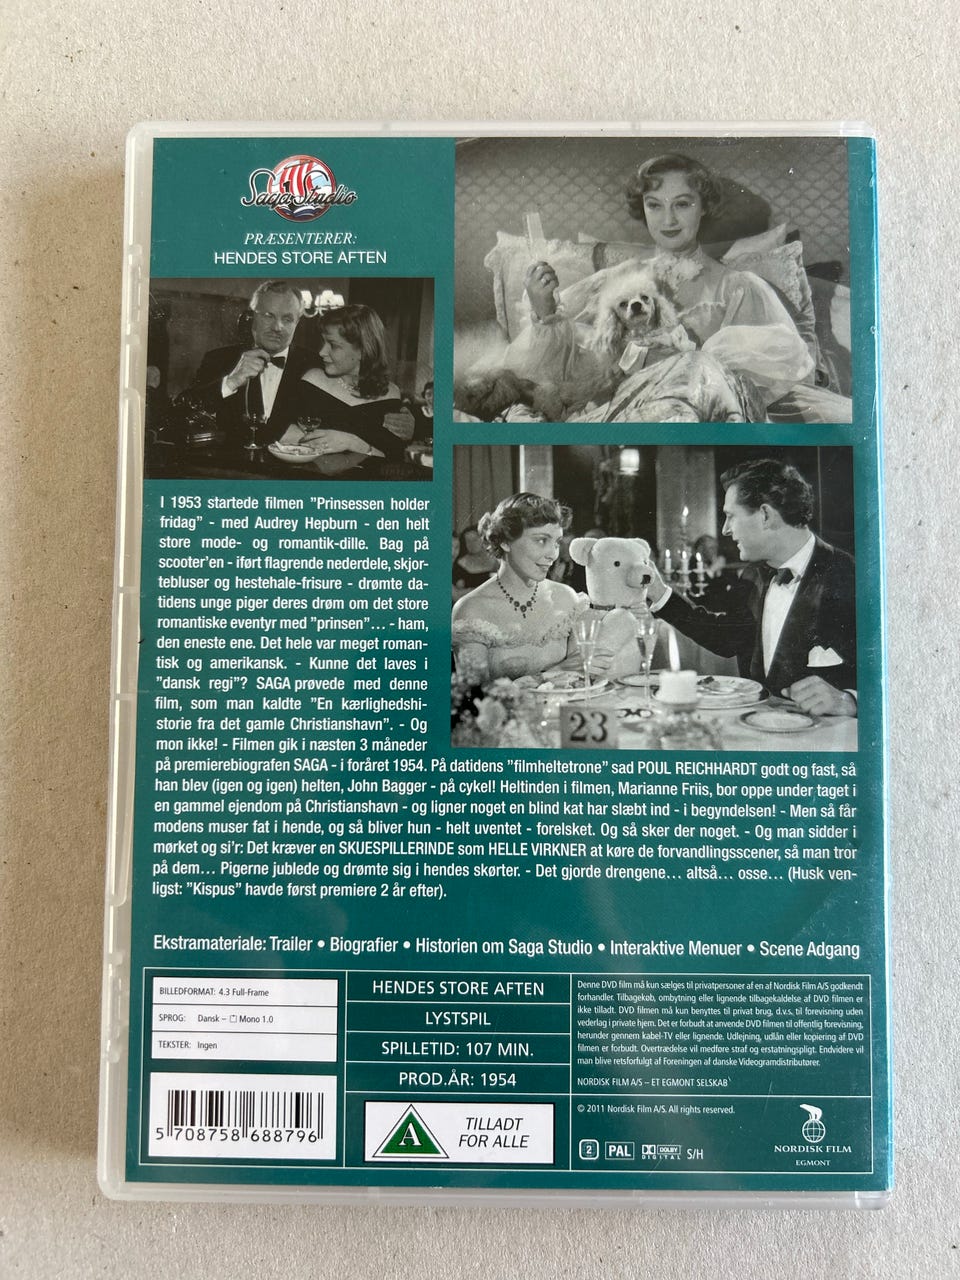 Saga Studio
PRÆSENTERER:
HENDES STORE AFTEN
I 1953 startede filmen "Prinsessen holder
fridag" - med Audrey Hepburn - den helt
store mode- og romantik-dille. Bag på
scooter'en - iført flagrende nederdele, skjor-
tebluser og hestehale-frisure - drømte da-
tidens unge piger deres drøm om det store
romantiske eventyr med "prinsen"... - ham,
den eneste ene. Det hele var meget roman-
tisk og amerikansk. - Kunne det laves i
"dansk regi"? SAGA prøvede med denne
film, som man kaldte "En kærlighedshi-
storie fra det gamle Christianshavn". - Og
mon ikke! - Filmen gik i næsten 3 måneder
på premierebiografen SAGA - i foråret 1954. På datidens "filmheltetrone" sad POUL REICHHARDT godt og fast, så
han blev (igen og igen) helten, John Bagger - på cykel! Heltinden i filmen, Marianne Friis, bor oppe under taget i
en gammel ejendom på Christianshavn - og ligner noget en blind kat har slæbt ind - i begyndelsen! - Men så får
modens muser fat i hende, og så bliver hun - helt uventet - forelsket. Og så sker der noget. - Og man sidder i
mørket og si'r: Det kræver en SKUESPILLERINDE som HELLE VIRKNER at køre de forvandlingsscener, så man tror
på dem... Pigerne jublede og drømte sig i hendes skørter. - Det gjorde drengene... altså... osse... (Husk ven-
ligst: "Kispus" havde først premiere 2 år efter).
23
Ekstramateriale: Trailer • Biografier • Historien om Saga Studio • Interaktive Menuer • Scene Adgang
BILLEDFORMAT: 4.3 Full-Frame
SPROG: Dansk – Mono 1.0
TEKSTER: Ingen
5 708758 688796
HENDES STORE AFTEN
LYSTSPIL
SPILLETID: 107 MIN.
PROD.ÅR: 1954
A
TILLADT
FOR ALLE
Denne DVD film må kun sælges til privatpersoner af en af Nordisk Film A/S godkendt
forhandler. Tilbagekøb, ombytning eller lignende tilbagekaldelse af DVD filmen er
ikke tilladt. DVD filmen må kun benyttes til privat brug, d.v.s. til forevisning uden
vederlag i private hjem. Det er forbudt at anvende DVD filmen til offentlig forevisning,
herunder gennem kabel-TV eller lignende. Udlejning, udlån eller kopiering af DVD
filmen er forbudt. Overtrædelse vil medføre straf og erstatningspligt. Endvidere vil
man blive retsforfulgt af Foreningen af danske Videogramdistributører.
NORDISK FILM A/S – ET EGMONT SELSKAB
© 2011 Nordisk Film A/S. All rights reserved.
2 PAL DOLBY DIGITAL S/H
NORDISK FILM
EGMONT